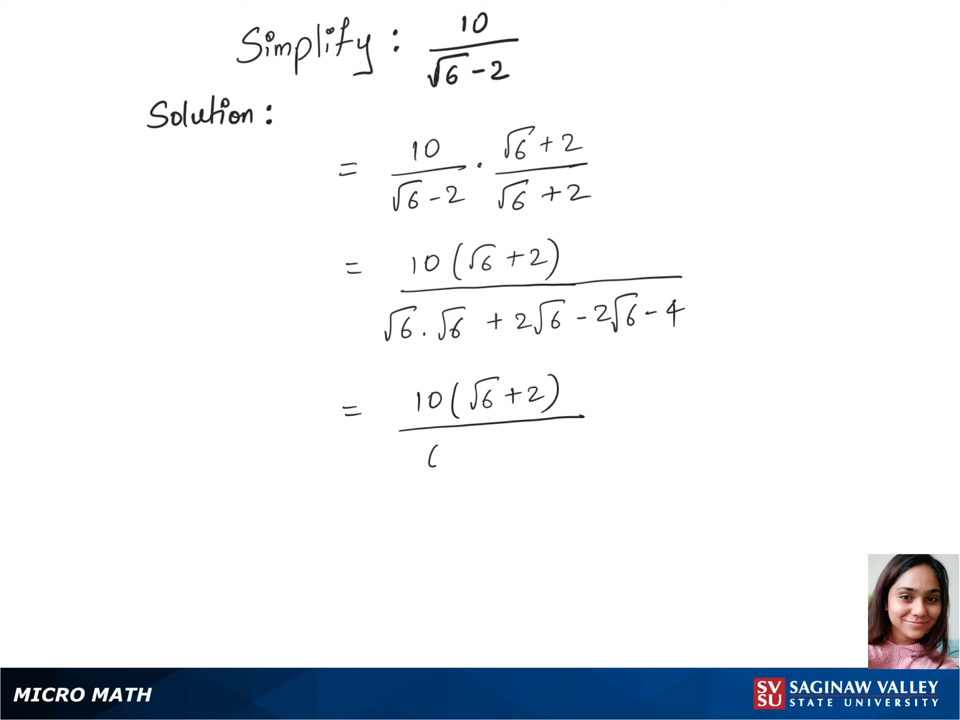 Simplify : 10/(√6 - 2)
Solution :
= 10/(√6 - 2) · (√6 + 2)/(√6 + 2)
= 10(√6 + 2)/(√6 · √6 + 2√6 - 2√6 - 4)
= 10(√6 + 2)/(
MICRO MATH
SV SU SAGINAW VALLEY
STATE UNIVERSITY